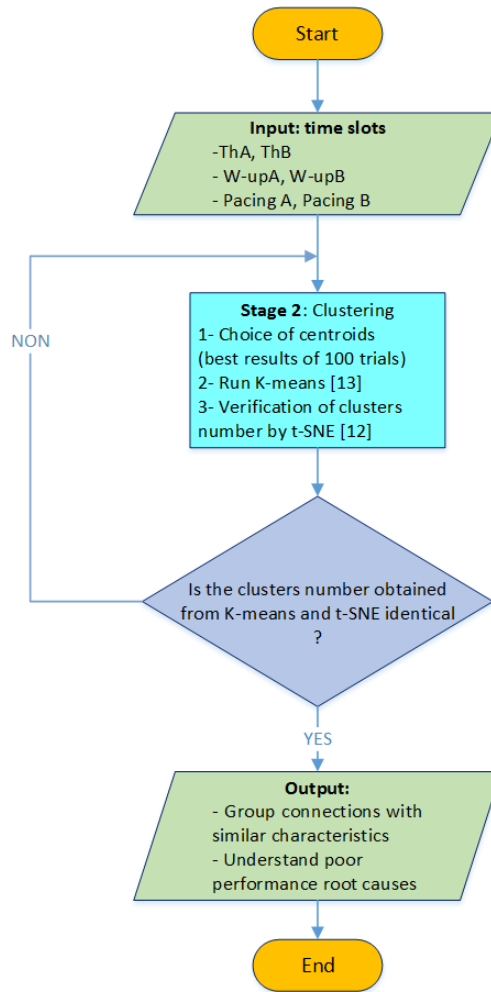 Start
Input: time slots
-ThA, ThB
- W-upA, W-upB
- Pacing A, Pacing B
NON
Stage 2: Clustering
1- Choice of centroids
(best results of 100 trials)
2- Run K-means [13]
3- Verification of clusters
number by t-SNE [12]
Is the clusters number obtained
from K-means and t-SNE identical
?
YES
Output:
- Group connections with
similar characteristics
- Understand poor
performance root causes
End